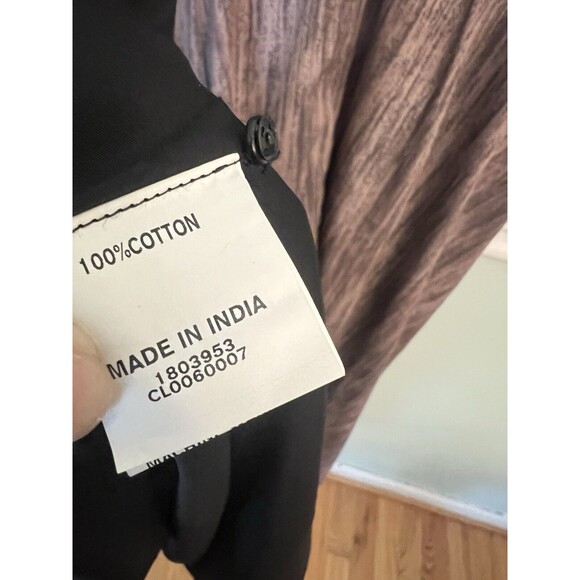 100%COTTON
MADE IN INDIA
1803953
CL0060007